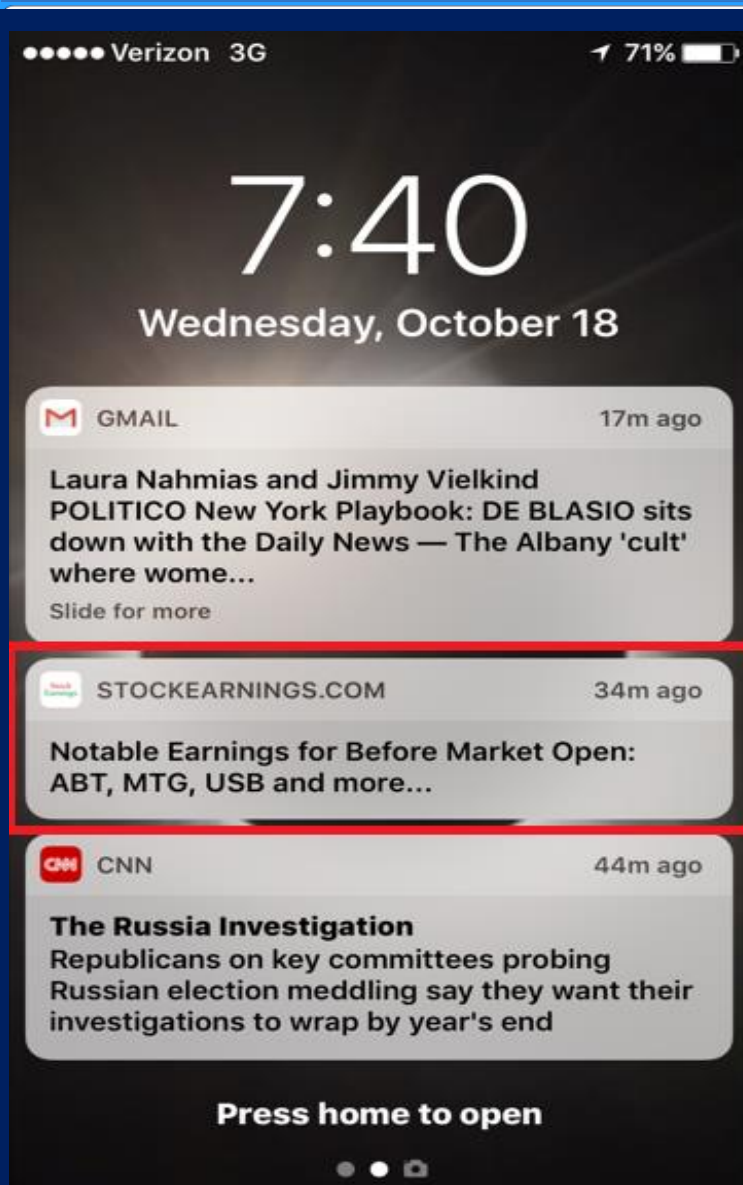 Verizon 3G
71%
7:40
Wednesday, October 18
GMAIL
17m ago
Laura Nahmias and Jimmy Vielkind
POLITICO New York Playbook: DE BLASIO sits
down with the Daily News — The Albany 'cult'
where wome...
Slide for more
STOCKEARNINGS.COM
34m ago
Notable Earnings for Before Market Open:
ABT, MTG, USB and more...
CNN
CNN
44m ago
The Russia Investigation
Republicans on key committees probing
Russian election meddling say they want their
investigations to wrap by year's end
Press home to open